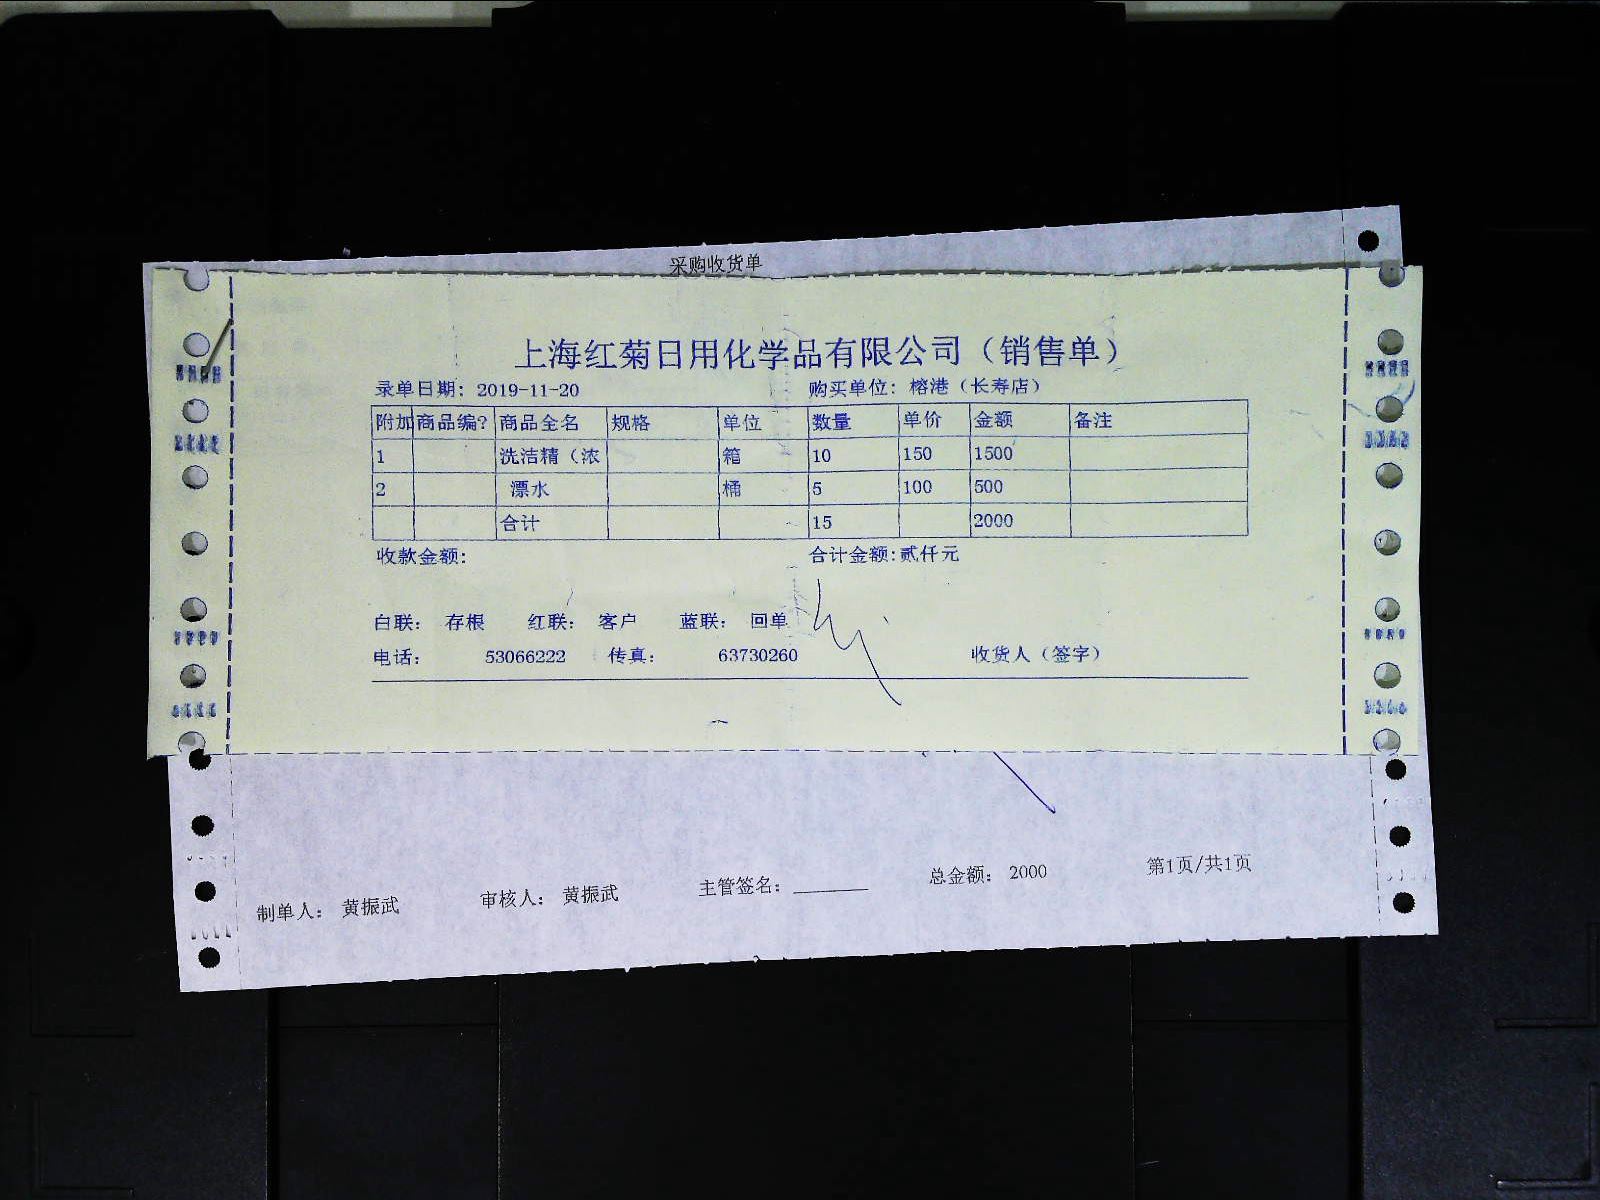 采购收货单
上海红菊日用化学品有限公司（销售单）
录单日期: 2019-11-20 购买单位: 榕港（长寿店）
附加 商品编? 商品全名 规格 单位 数量 单价 金额 备注
1 洗洁精（浓 箱 10 150 1500
2 漂水 桶 5 100 500
合计 15 2000
收款金额: 合计金额:贰仟元
白联: 存根 红联: 客户 蓝联: 回单
电话: 53066222 传真: 63730260 收货人（签字）
制单人: 黄振武 审核人: 黄振武 主管签名: 总金额: 2000 第1页/共1页